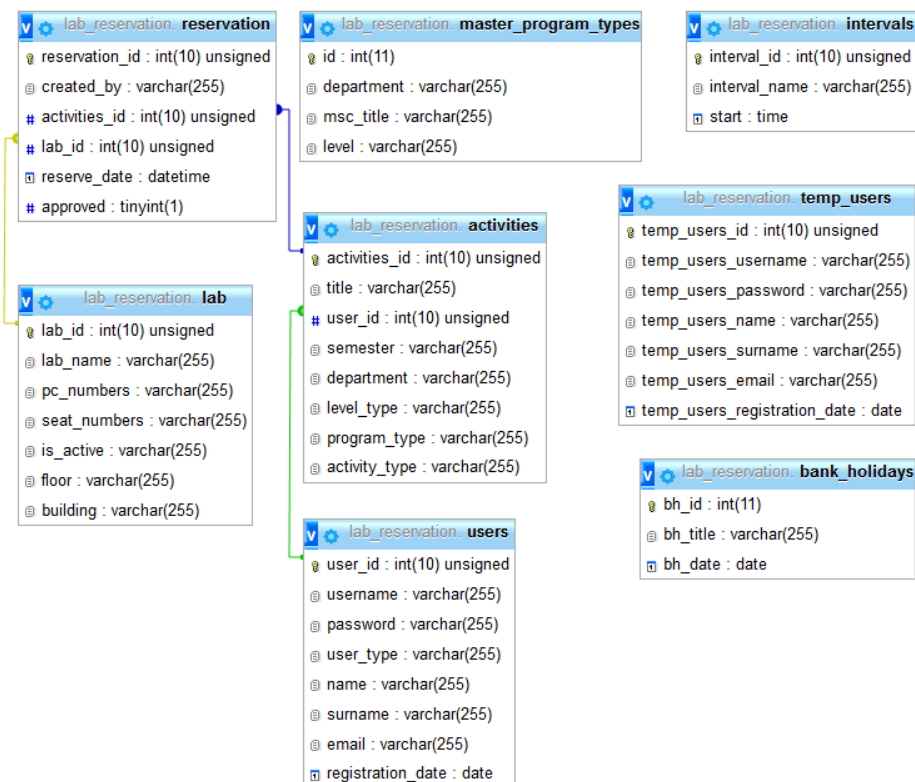 lab_reservation. reservation
reservation_id : int(10) unsigned
created_by : varchar(255)
# activities_id : int(10) unsigned
# lab_id : int(10) unsigned
reserve_date : datetime
# approved : tinyint(1)
lab_reservation. master_program_types
id : int(11)
department : varchar(255)
msc_title : varchar(255)
level : varchar(255)
lab_reservation. intervals
interval_id : int(10) unsigned
interval_name : varchar(255)
start : time
lab_reservation. temp_users
temp_users_id : int(10) unsigned
temp_users_username : varchar(255)
temp_users_password : varchar(255)
temp_users_name : varchar(255)
temp_users_surname : varchar(255)
temp_users_email : varchar(255)
temp_users_registration_date : date
lab_reservation. activities
activities_id : int(10) unsigned
title : varchar(255)
# user_id : int(10) unsigned
semester : varchar(255)
department : varchar(255)
level_type : varchar(255)
program_type : varchar(255)
activity_type : varchar(255)
lab_reservation. lab
lab_id : int(10) unsigned
lab_name : varchar(255)
pc_numbers : varchar(255)
seat_numbers : varchar(255)
is_active : varchar(255)
floor : varchar(255)
building : varchar(255)
lab_reservation. bank_holidays
bh_id : int(11)
bh_title : varchar(255)
bh_date : date
lab_reservation. users
user_id : int(10) unsigned
username : varchar(255)
password : varchar(255)
user_type : varchar(255)
name : varchar(255)
surname : varchar(255)
email : varchar(255)
registration_date : date